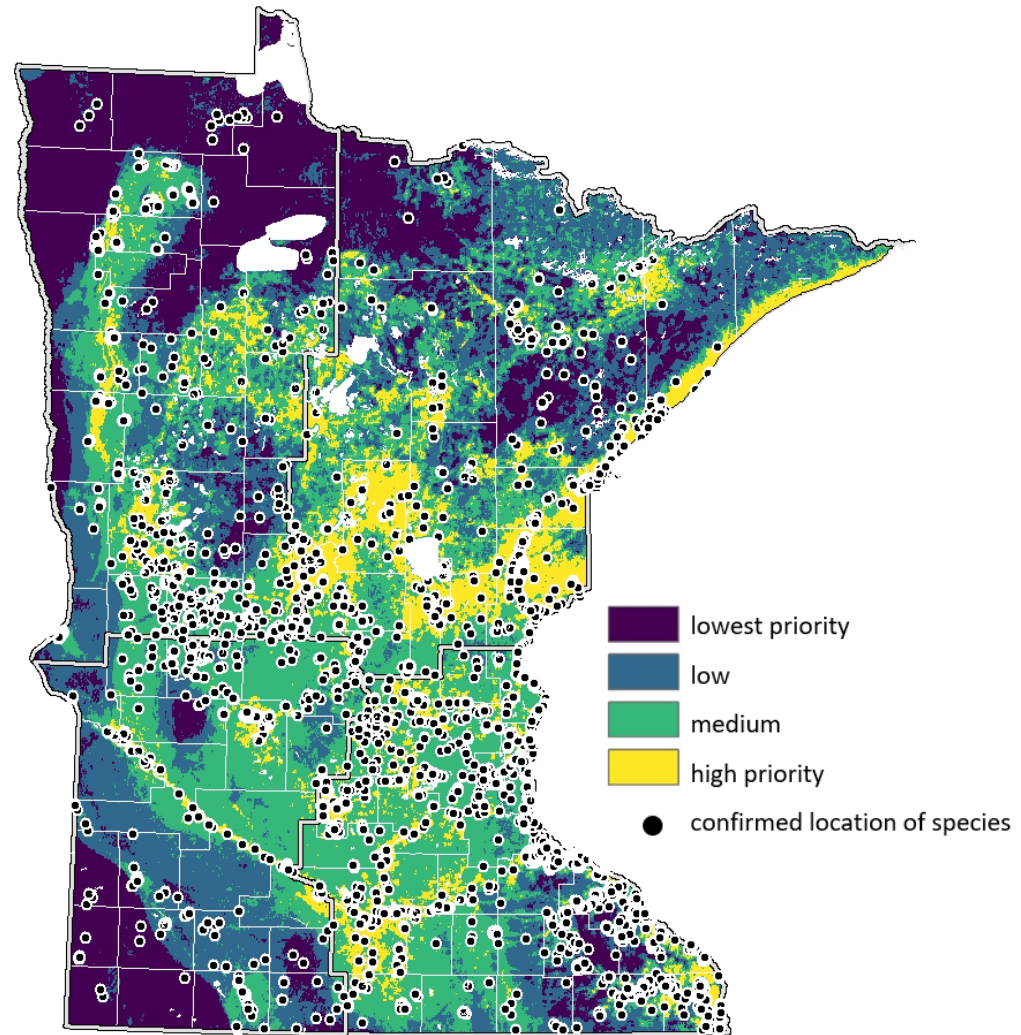 lowest priority
low
medium
high priority
confirmed location of species